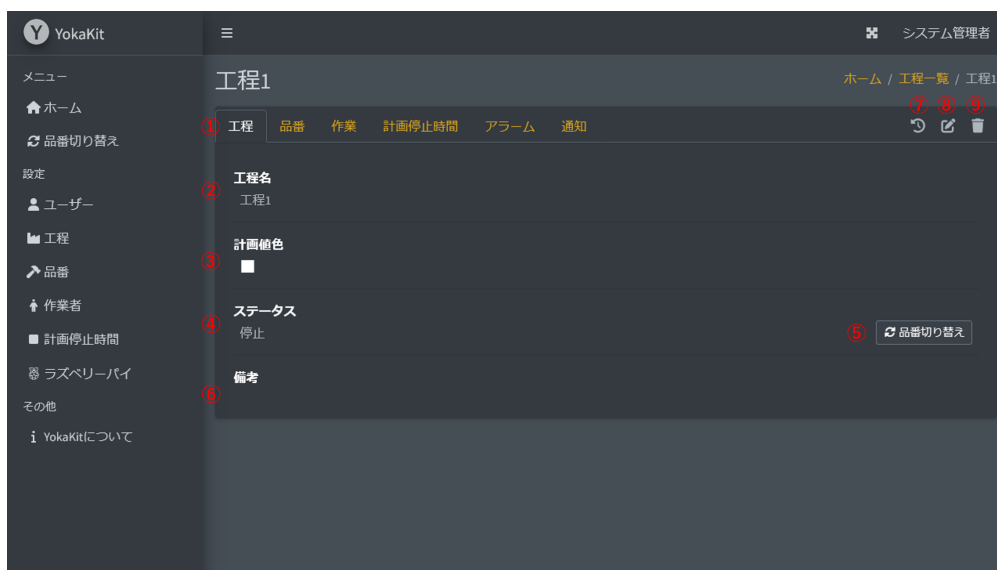 Y YokaKit
システム管理者
メニュー
ホーム
品番切り替え
設定
ユーザー
工程
品番
作業者
計画停止時間
ラズベリーパイ
その他
i YokaKitについて
工程1
ホーム / 工程一覧 / 工程1
⑦ ⑧ ⑨
① 工程 品番 作業 計画停止時間 アラーム 通知
工程名
② 工程1
計画値色
③
ステータス
④ 停止
⑤ 品番切り替え
備考
⑥